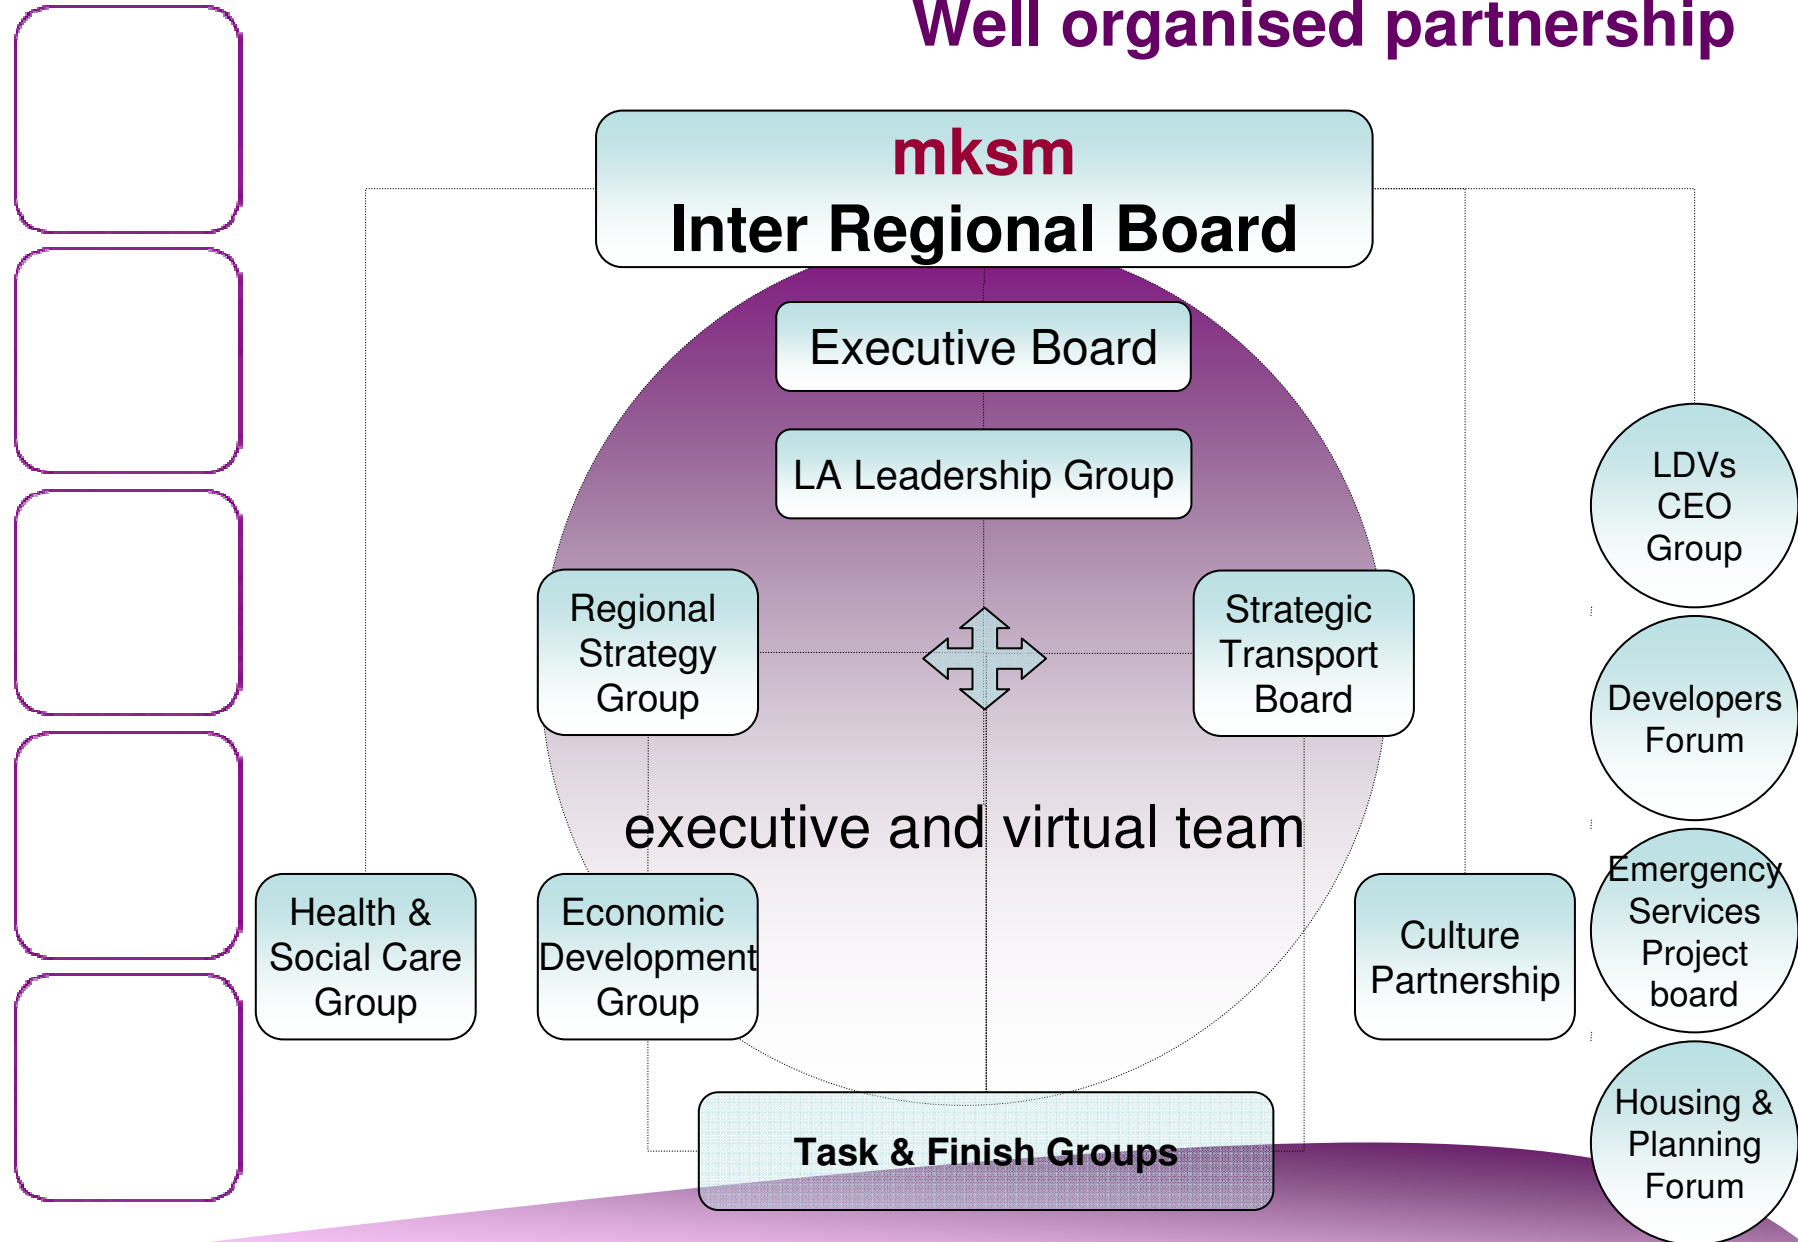 Well organised partnership
mksm
Inter Regional Board
Executive Board
LA Leadership Group
Regional
Strategy
Group
Strategic
Transport
Board
executive and virtual team
Health &
Social Care
Group
Economic
Development
Group
Culture
Partnership
LDVs
CEO
Group
Developers
Forum
Emergency
Services
Project
board
Housing &
Planning
Forum
Task & Finish Groups